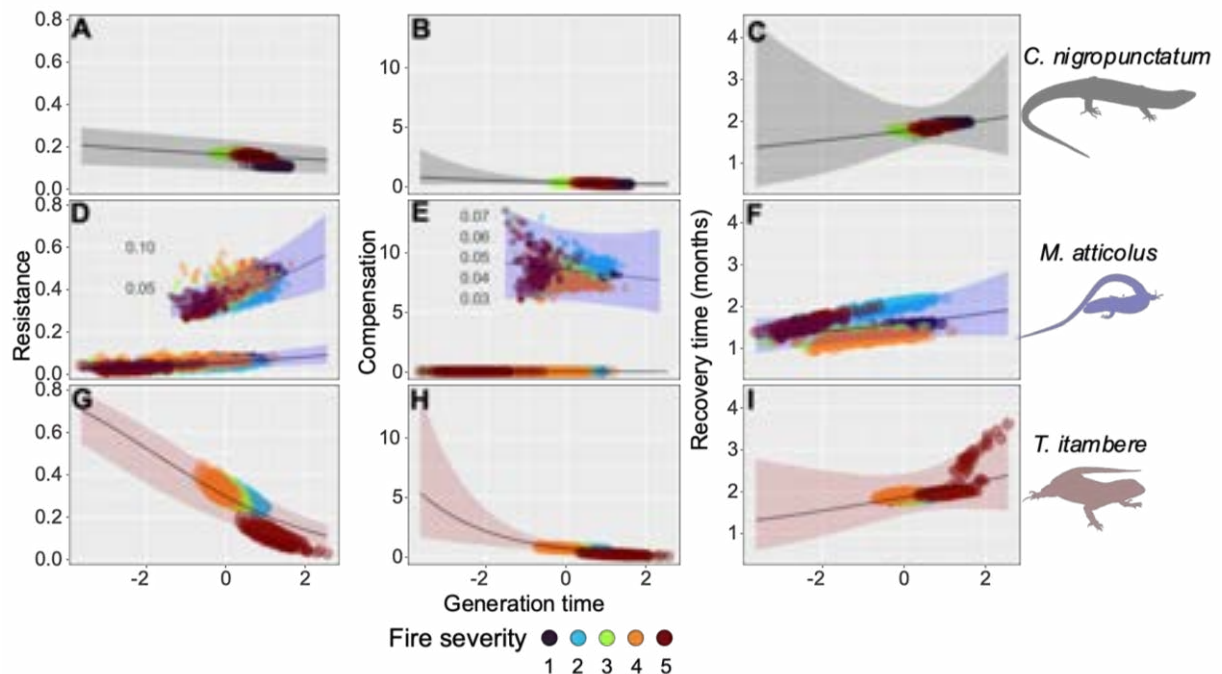 A
B
C
0.8
0.6
0.4
0.2
0.0
10
5
0
4
3
2
1
C. nigropunctatum
D
E
F
0.8
0.6
0.4
0.2
0.0
0.10
0.05
10
5
0
0.07
0.06
0.05
0.04
0.03
4
3
2
1
M. atticolus
Resistance
Compensation
Recovery time (months)
G
H
I
0.8
0.6
0.4
0.2
0.0
10
5
0
4
3
2
1
T. itambere
-2 0 2
-2 0 2
-2 0 2
Generation time
Fire severity
1 2 3 4 5